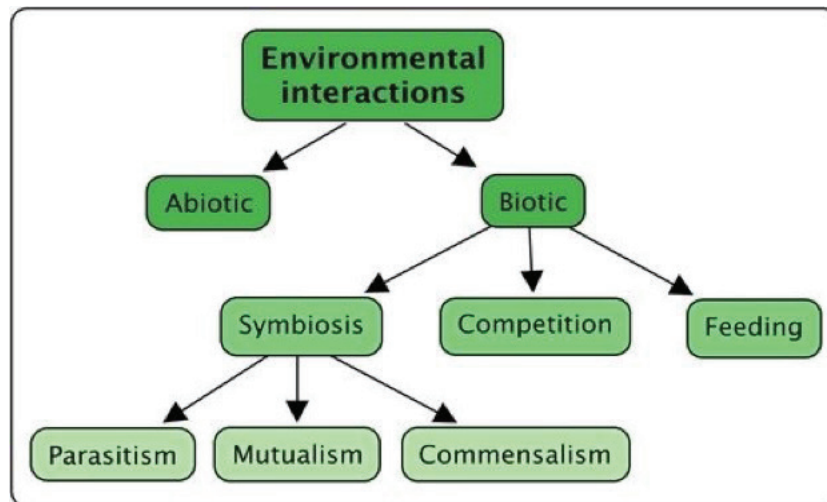 Environmental
interactions
Abiotic
Biotic
Symbiosis
Competition
Feeding
Parasitism
Mutualism
Commensalism